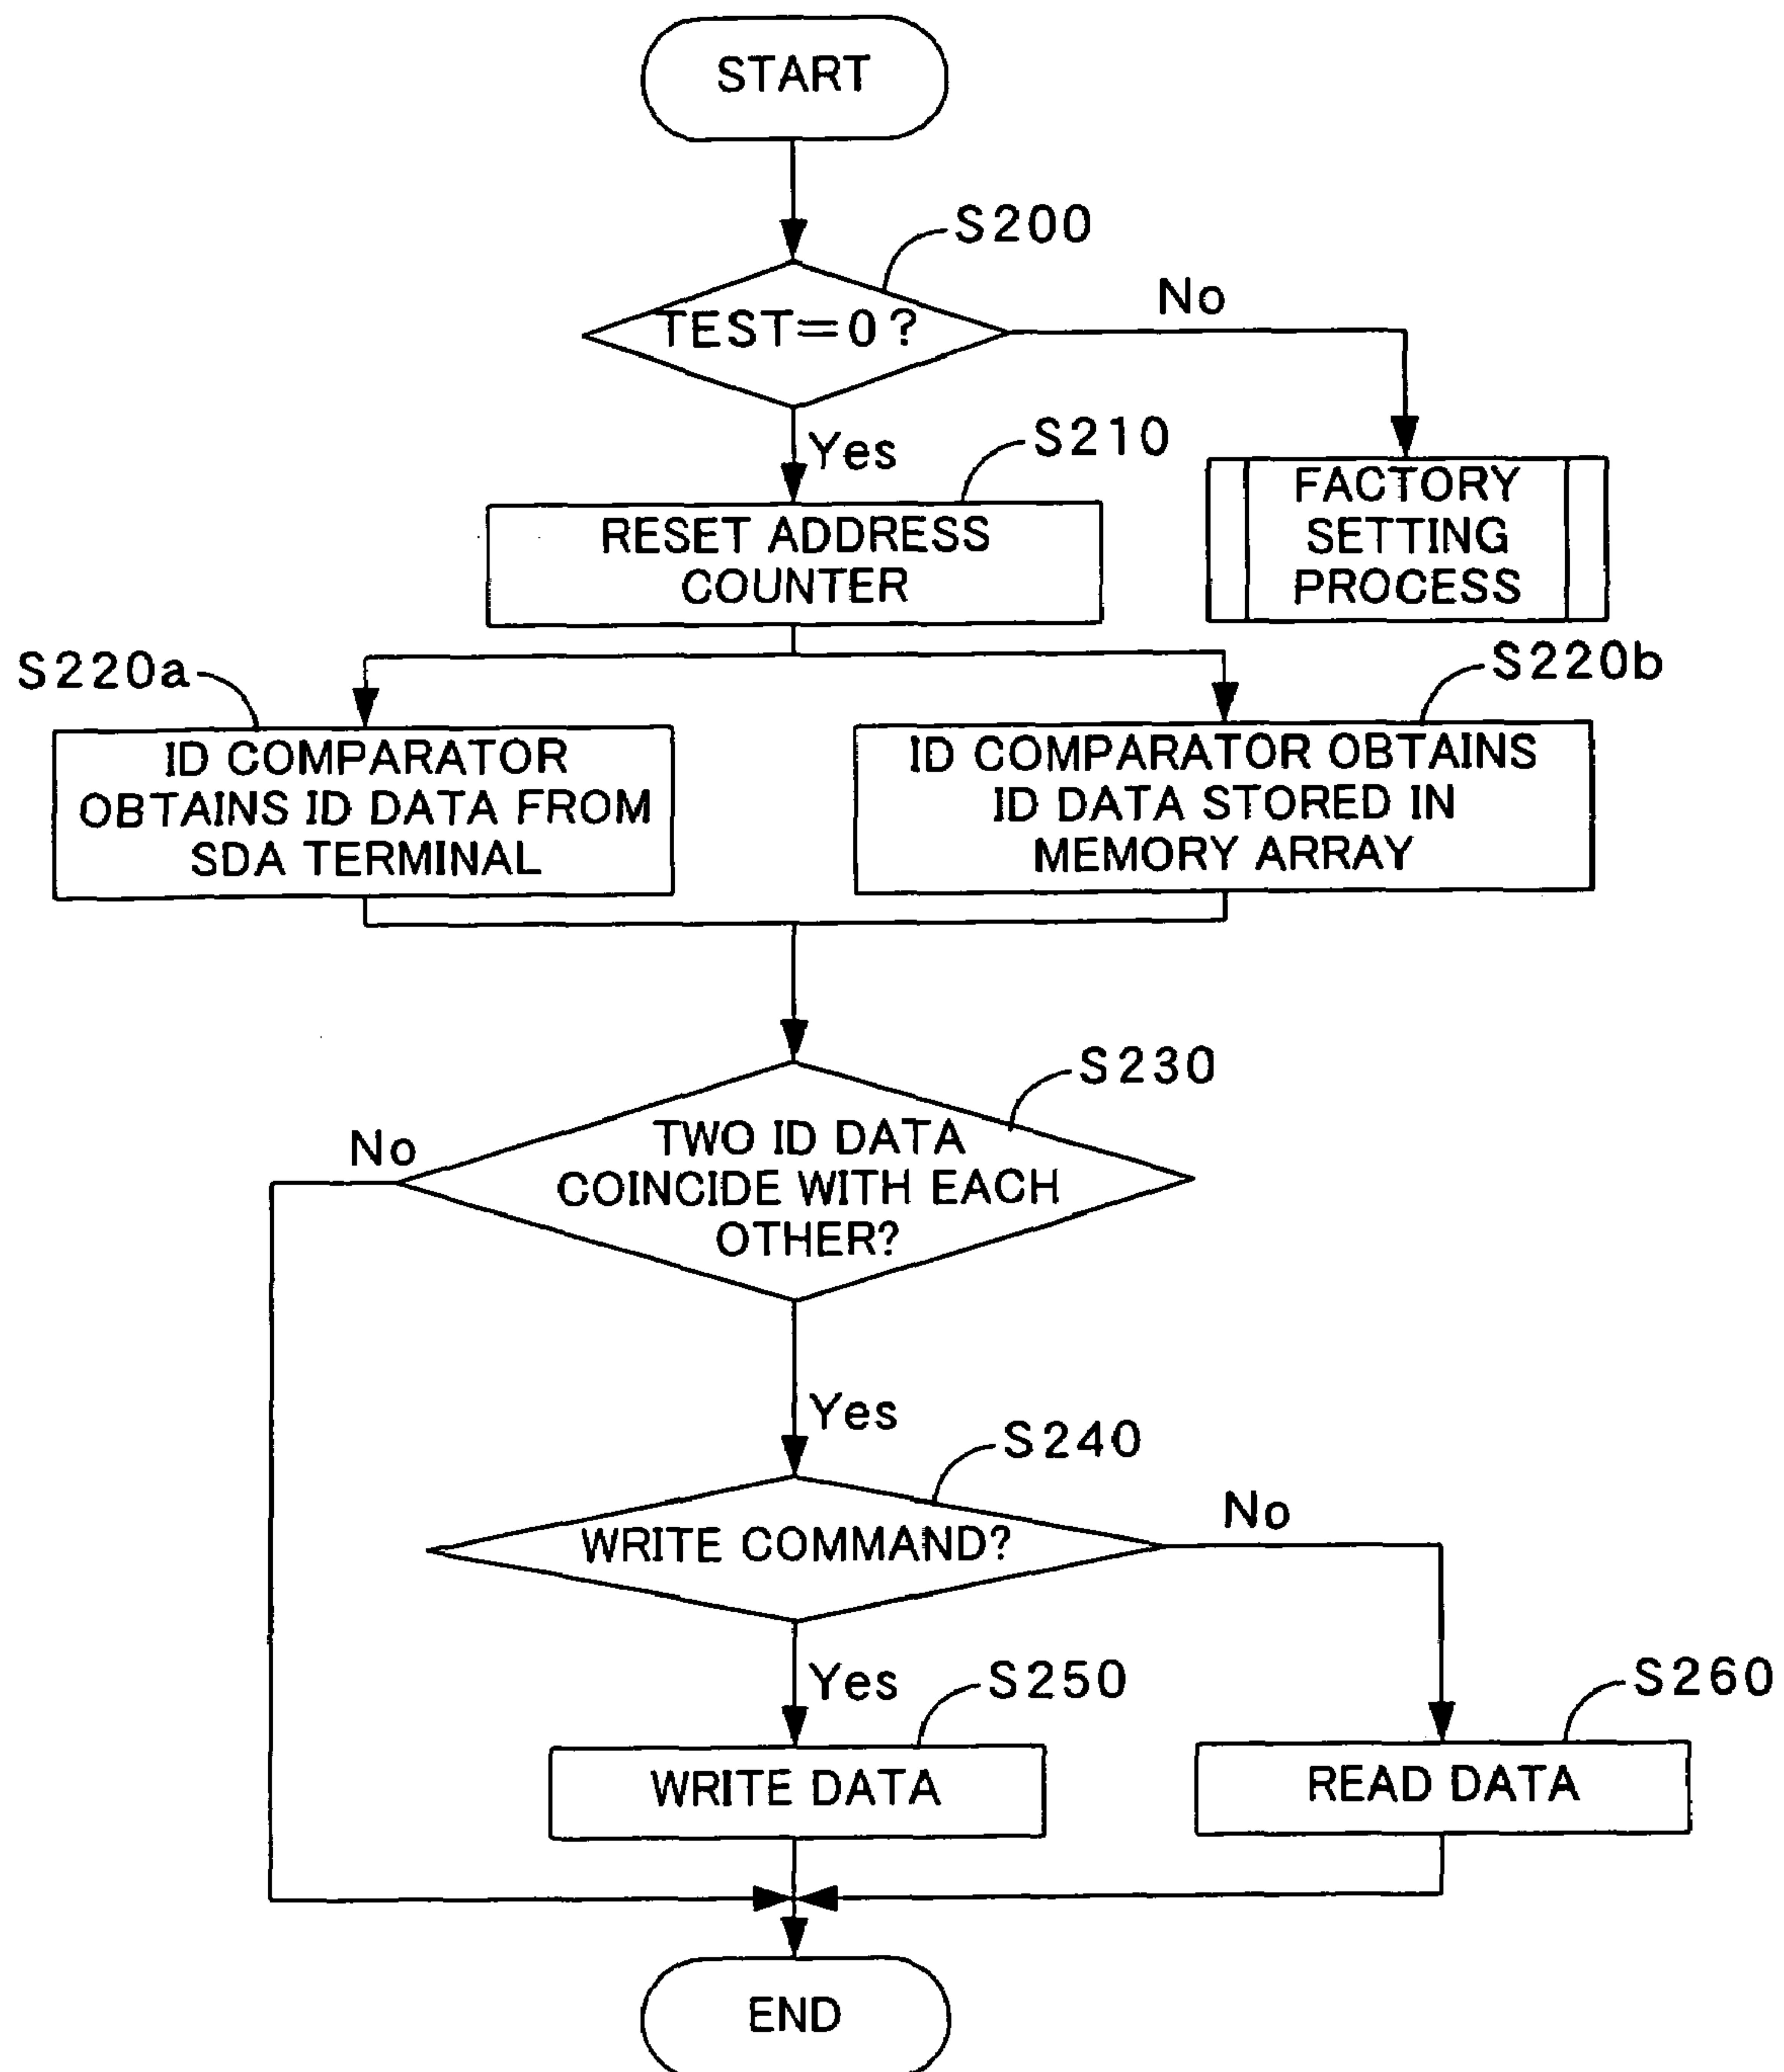 START
S200
TEST=0?
No
Yes
S210
RESET ADDRESS
COUNTER
FACTORY
SETTING
PROCESS
S220a
S220b
ID COMPARATOR
OBTAINS ID DATA FROM
SDA TERMINAL
ID COMPARATOR OBTAINS
ID DATA STORED IN
MEMORY ARRAY
S230
No
TWO ID DATA
COINCIDE WITH EACH
OTHER?
Yes
S240
WRITE COMMAND?
No
Yes
S250
S260
WRITE DATA
READ DATA
END